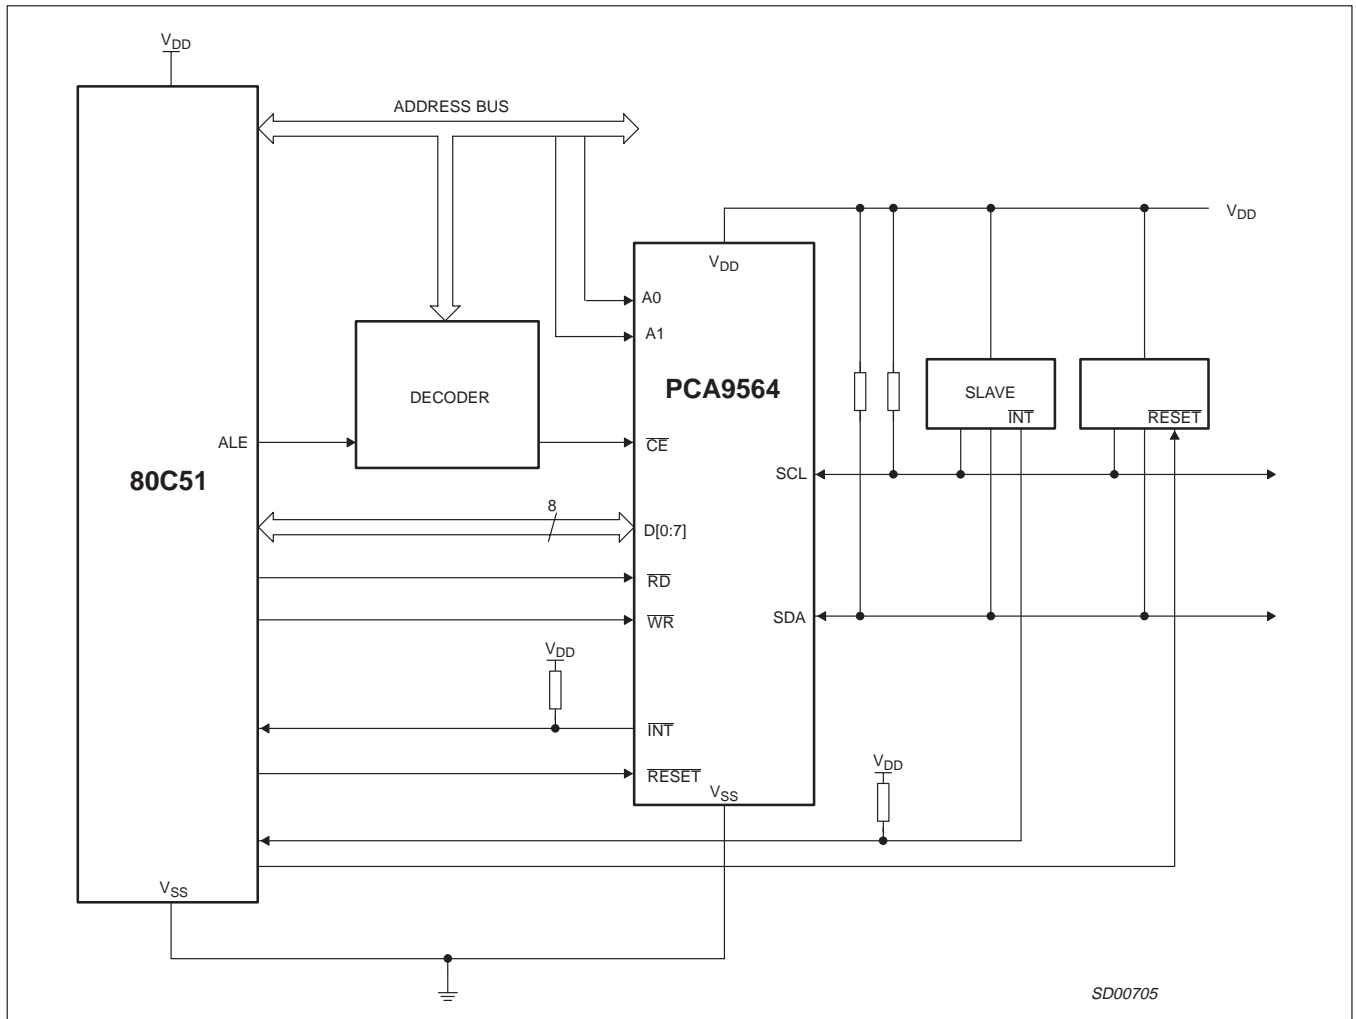 VDD
ADDRESS BUS
VDD
VDD
A0
A1
DECODER
PCA9564
SLAVE
INT
RESET
ALE
CE
80C51
SCL
8
D[0:7]
RD
WR
SDA
VDD
INT
VDD
RESET
VSS
VSS
SD00705